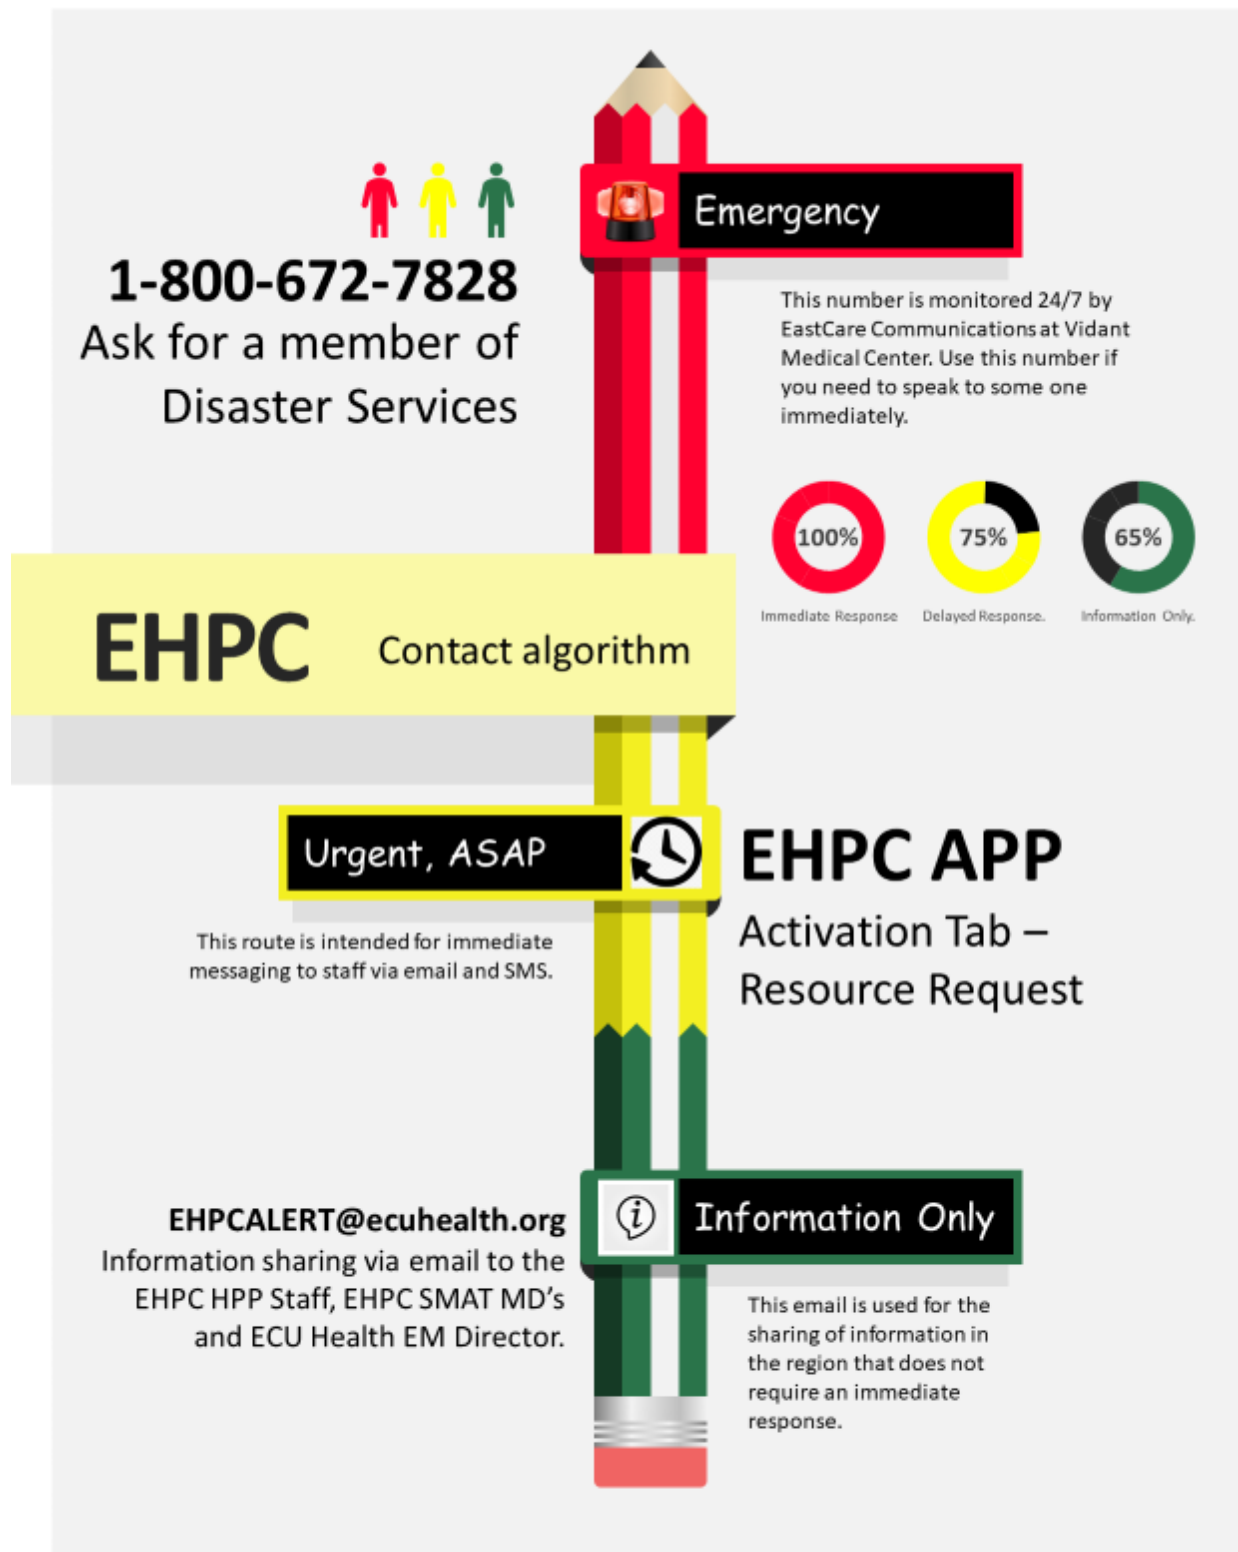 1-800-672-7828
Ask for a member of
Disaster Services
Emergency
This number is monitored 24/7 by
EastCare Communications at Vidant
Medical Center. Use this number if
you need to speak to some one
immediately.
100%
75%
65%
Immediate Response
Delayed Response.
Information Only.
EHPC
Contact algorithm
Urgent, ASAP
This route is intended for immediate
messaging to staff via email and SMS.
EHPC APP
Activation Tab –
Resource Request
EHPCALERT@ecuhealth.org
Information sharing via email to the
EHPC HPP Staff, EHPC SMAT MD's
and ECU Health EM Director.
i
Information Only
This email is used for the
sharing of information in
the region that does not
require an immediate
response.